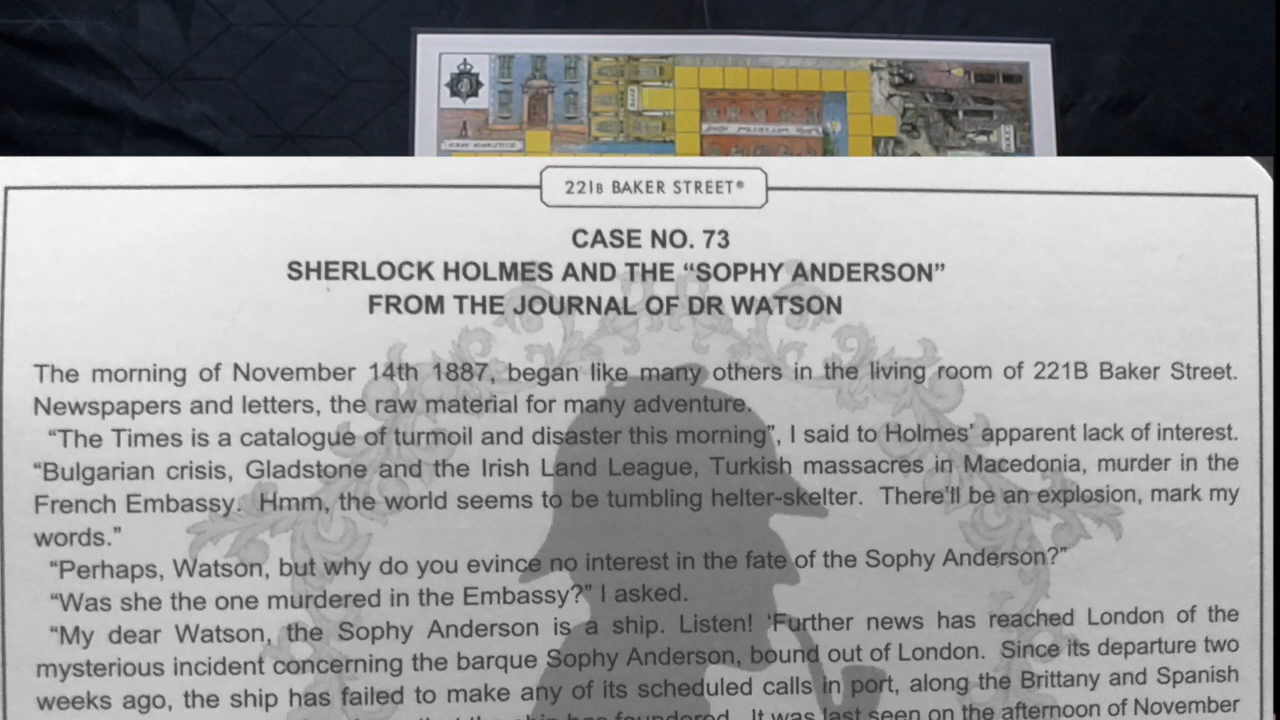 221B BAKER STREET®
CASE NO. 73
SHERLOCK HOLMES AND THE “SOPHY ANDERSON”
FROM THE JOURNAL OF DR WATSON
The morning of November 14th 1887, began like many others in the living room of 221B Baker Street.
Newspapers and letters, the raw material for many adventure.
“The Times is a catalogue of turmoil and disaster this morning”, I said to Holmes’ apparent lack of interest.
“Bulgarian crisis, Gladstone and the Irish Land League, Turkish massacres in Macedonia, murder in the
French Embassy. Hmm, the world seems to be tumbling helter-skelter. There’ll be an explosion, mark my
words.”
“Perhaps, Watson, but why do you evince no interest in the fate of the Sophy Anderson?”
“Was she the one murdered in the Embassy?” I asked.
“My dear Watson, the Sophy Anderson is a ship. Listen! ‘Further news has reached London of the
mysterious incident concerning the barque Sophy Anderson, bound out of London. Since its departure two
weeks ago, the ship has failed to make any of its scheduled calls in port, along the Brittany and Spanish
that the ship has foundered. It was last seen on the afternoon of November